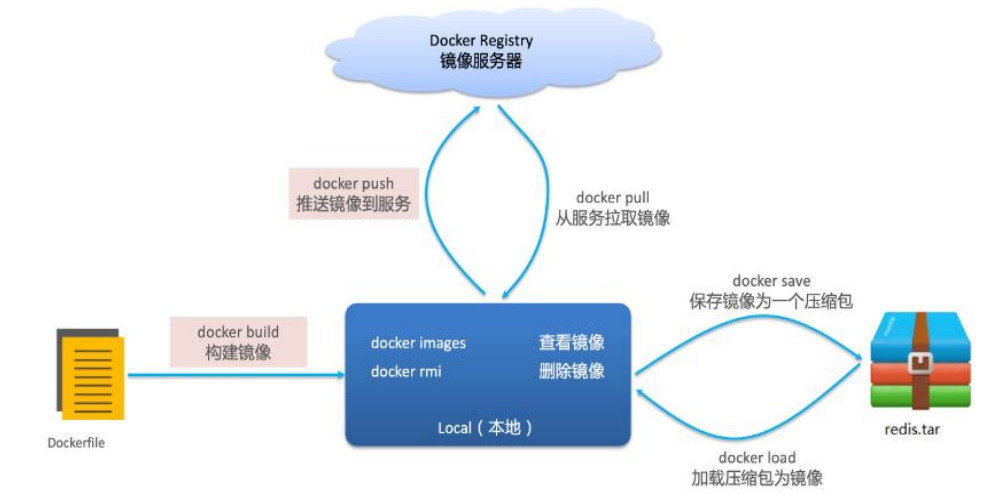 Docker Registry
镜像服务器
docker push
推送镜像到服务
docker pull
从服务拉取镜像
docker save
保存镜像为一个压缩包
docker build
构建镜像
docker images 查看镜像
docker rmi 删除镜像
Local（本地）
Dockerfile
redis.tar
docker load
加载压缩包为镜像